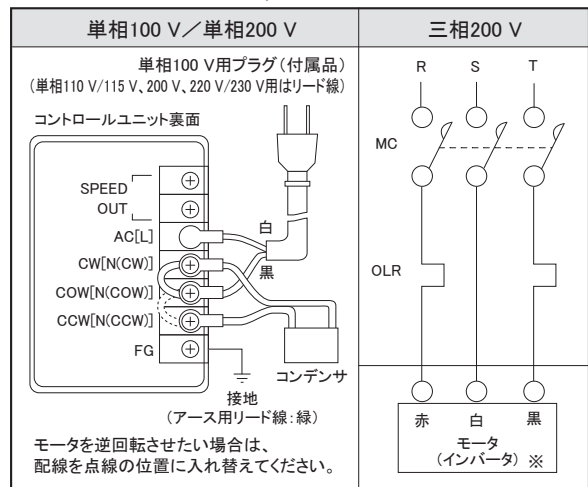 単相100 V／単相200 V
単相100 V用プラグ（付属品）
（単相110 V/115 V、200 V、220 V/230 V用はリード線）
コントロールユニット裏面
SPEED
OUT
AC[L]
CW[N(CW)]
COW[N(COW)]
CCW[N(CCW)]
FG
白
黒
コンデンサ
接地
（アース用リード線：緑）
モータを逆回転させたい場合は、
配線を点線の位置に入れ替えてください。
三相200 V
R S T
MC
OLR
赤 白 黒
モータ
（インバータ） ※